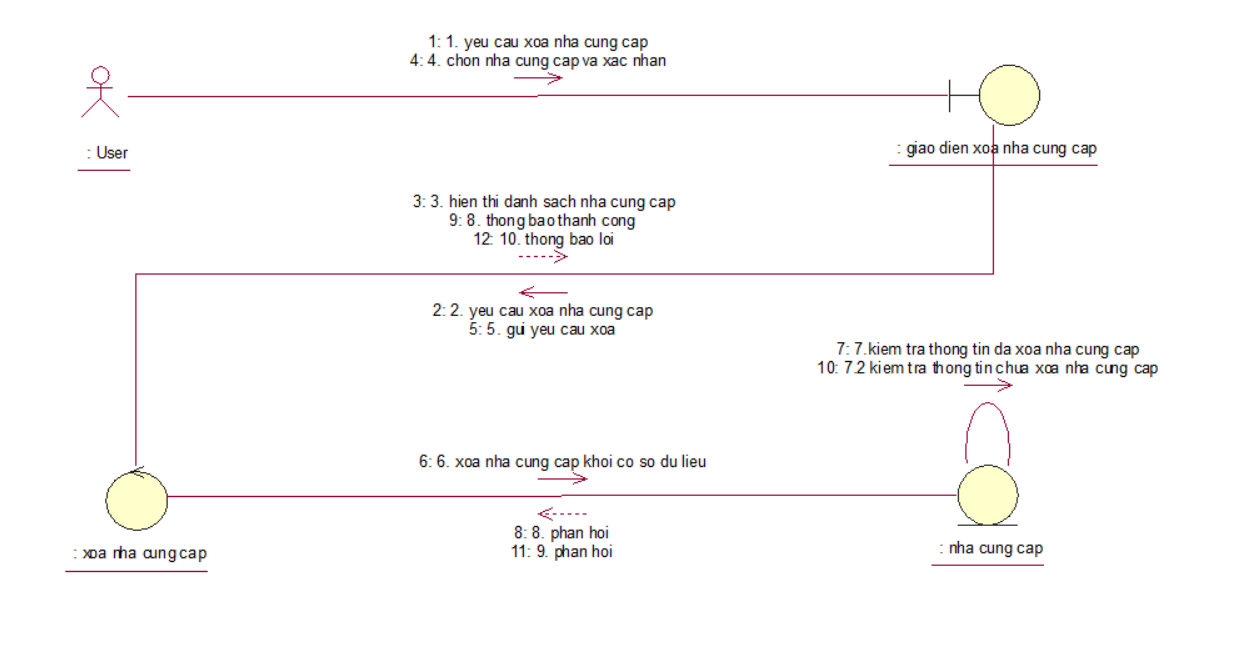 1: 1. yeu cau xoa nha cung cap
4: 4. chon nha cung cap va xac nhan
: User
: giao dien xoa nha cung cap
3: 3. hien thi danh sach nha cung cap
9: 8. thong bao thanh cong
12: 10. thong bao loi
2: 2. yeu cau xoa nha cung cap
5: 5. gui yeu cau xoa
7: 7.kiem tra thong tin da xoa nha cung cap
10: 7.2 kiem tra thong tin chua xoa nha cung cap
6: 6. xoa nha cung cap khoi co so du lieu
8: 8. phan hoi
11: 9. phan hoi
: xoa nha cung cap
: nha cung cap